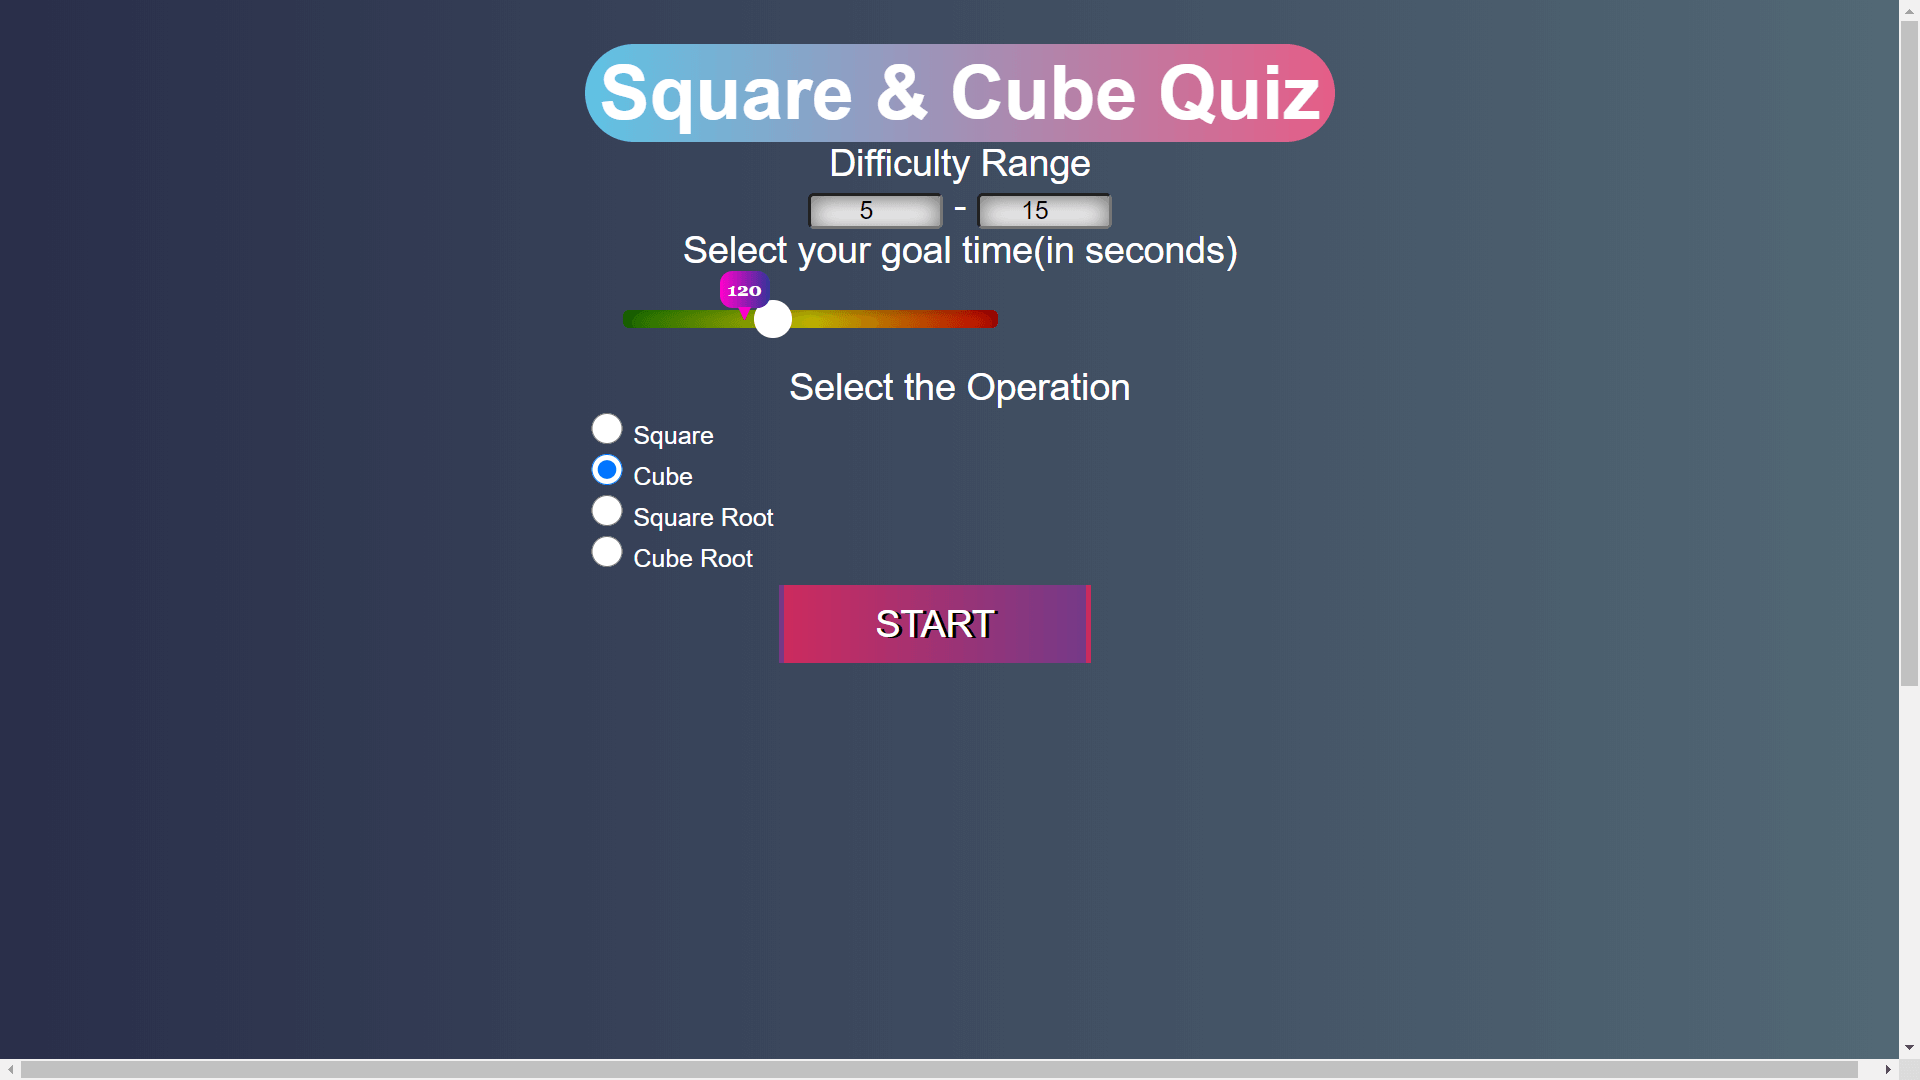 Square & Cube Quiz
Difficulty Range
5 - 15
Select your goal time(in seconds)
120
Select the Operation
Square
Cube
Square Root
Cube Root
START